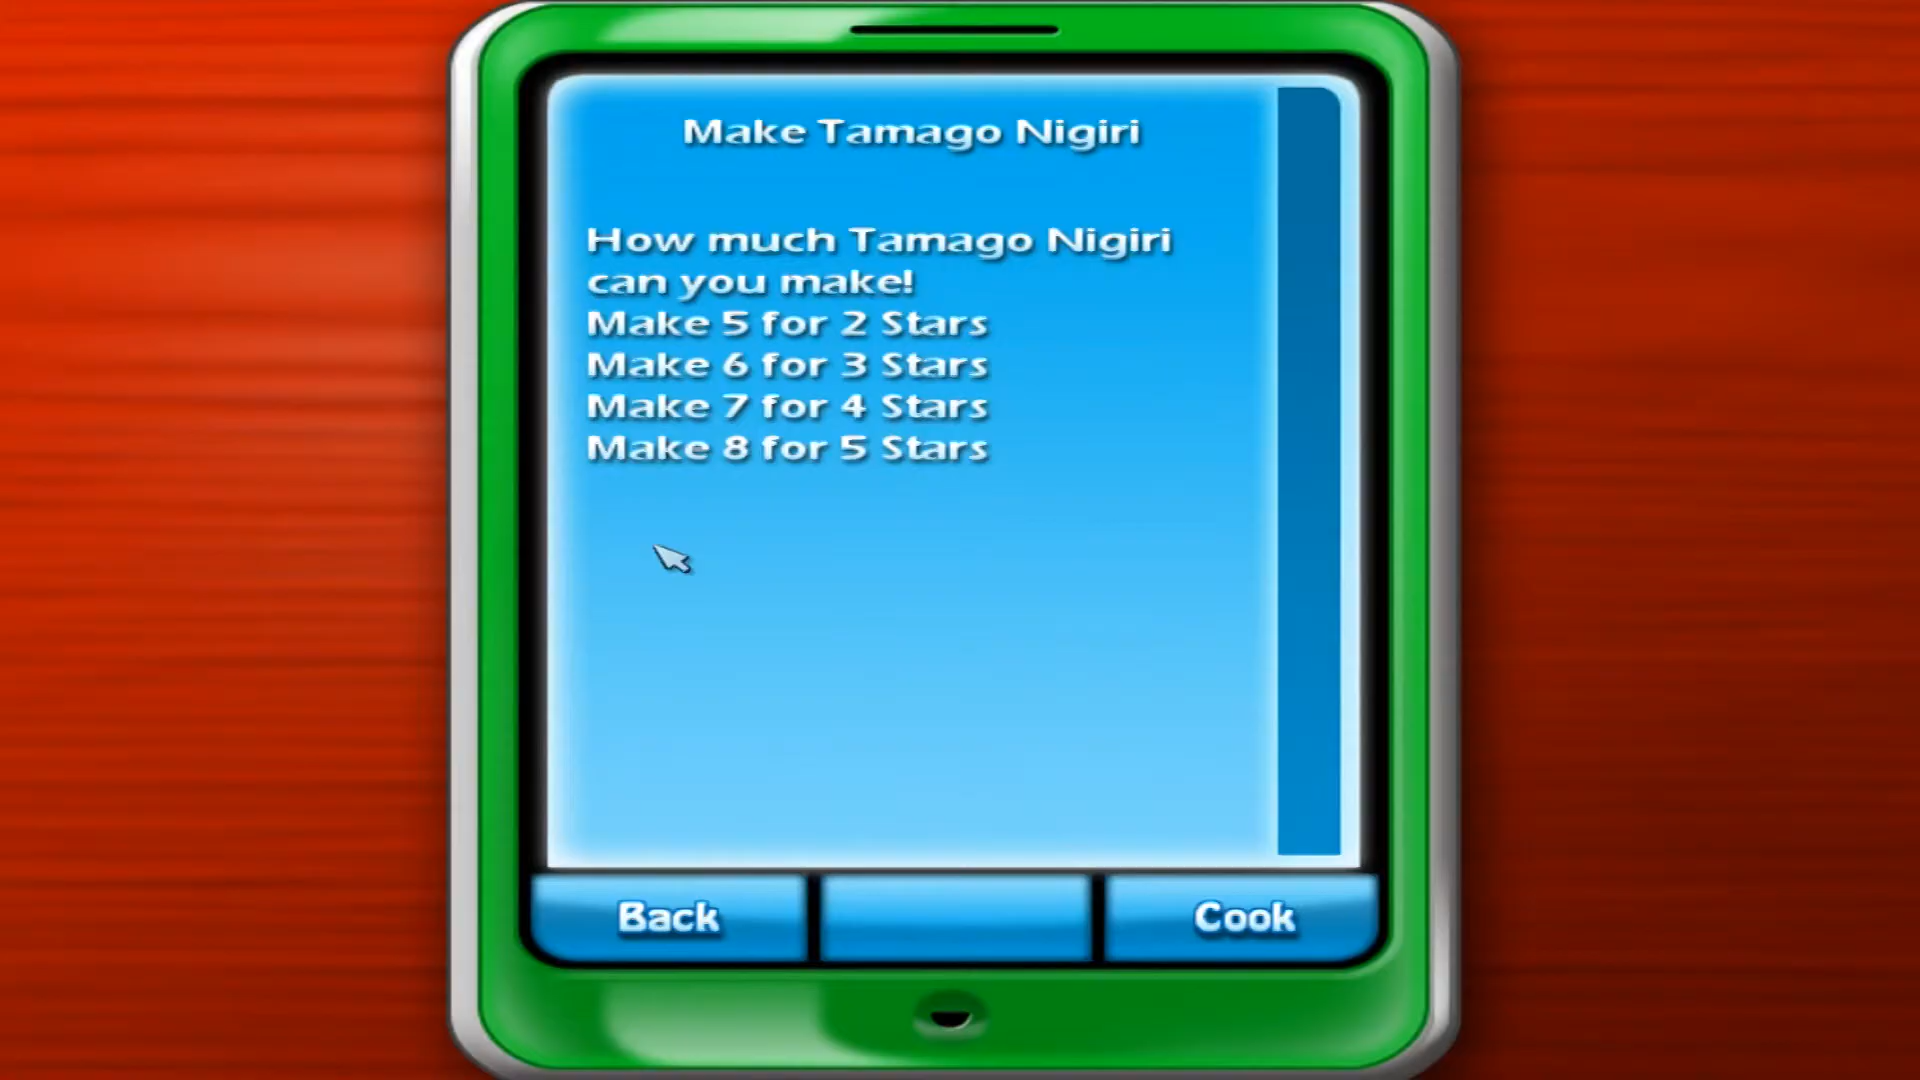 Make Tamago Nigiri
How much Tamago Nigiri
can you make!
Make 5 for 2 Stars
Make 6 for 3 Stars
Make 7 for 4 Stars
Make 8 for 5 Stars
Back
Cook